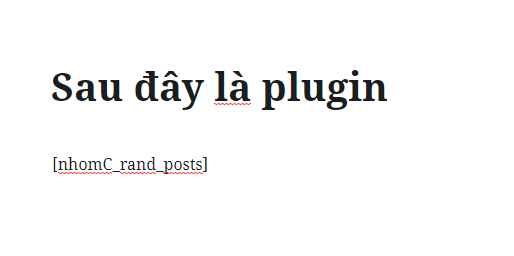 Sau đây là plugin
[nhomC_rand_posts]